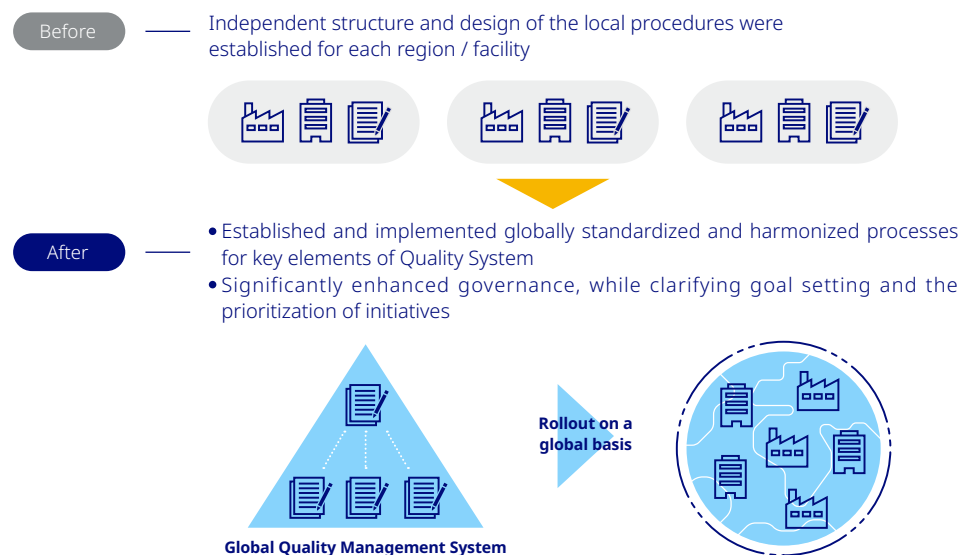 Before
Independent structure and design of the local procedures were
established for each region / facility
After
• Established and implemented globally standardized and harmonized processes
for key elements of Quality System
• Significantly enhanced governance, while clarifying goal setting and the
prioritization of initiatives
Rollout on a
global basis
Global Quality Management System